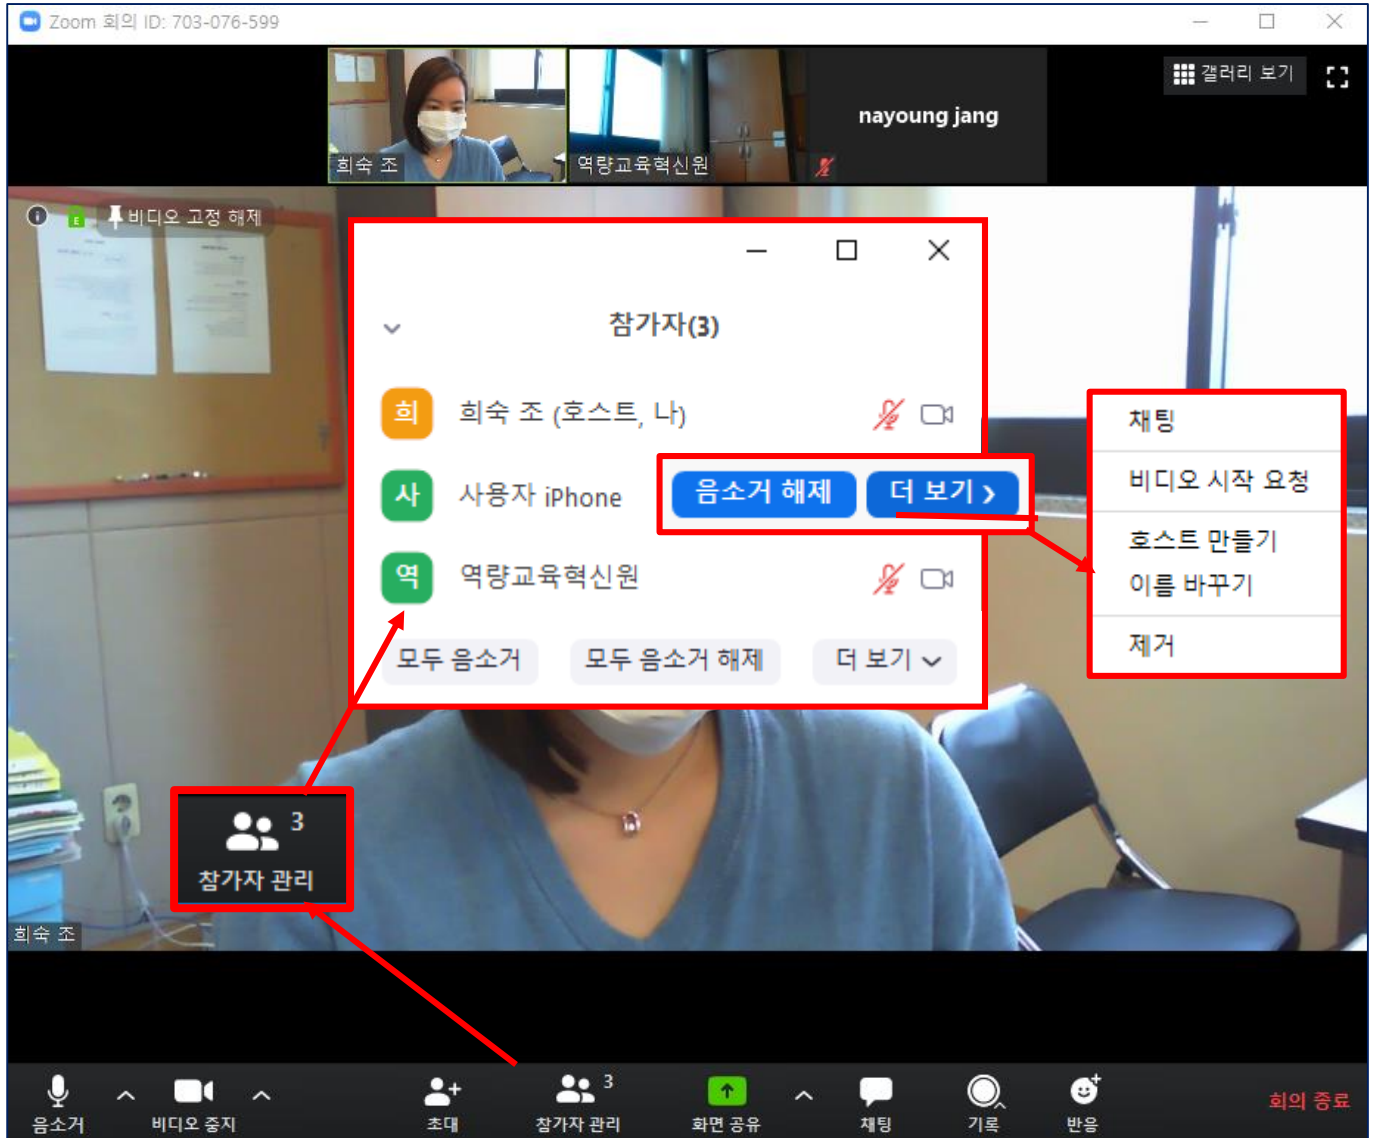 Zoom 회의 ID: 703-076-599
갤러리 보기
희숙 조
역량교육혁신원
nayoung jang
비디오 고정 해제
참가자(3)
희 희숙 조 (호스트, 나)
사 사용자 iPhone 음소거 해제 더 보기
역 역량교육혁신원
모두 음소거 모두 음소거 해제 더 보기
채팅
비디오 시작 요청
호스트 만들기
이름 바꾸기
제거
3
참가자 관리
희숙 조
음소거 비디오 중지 초대 참가자 관리 3 화면 공유 채팅 기록 반응 회의 종료